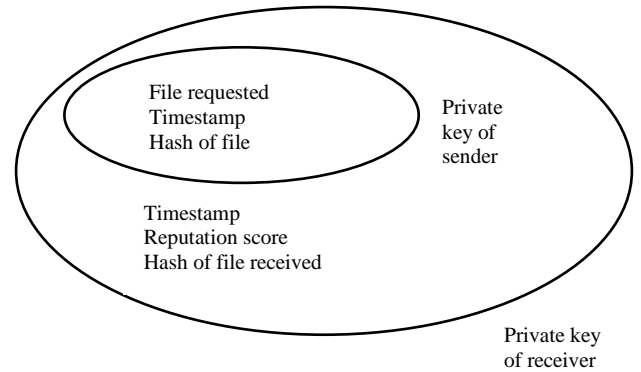 File requested
Timestamp
Hash of file
Private
key of
sender
Timestamp
Reputation score
Hash of file received
Private key
of receiver